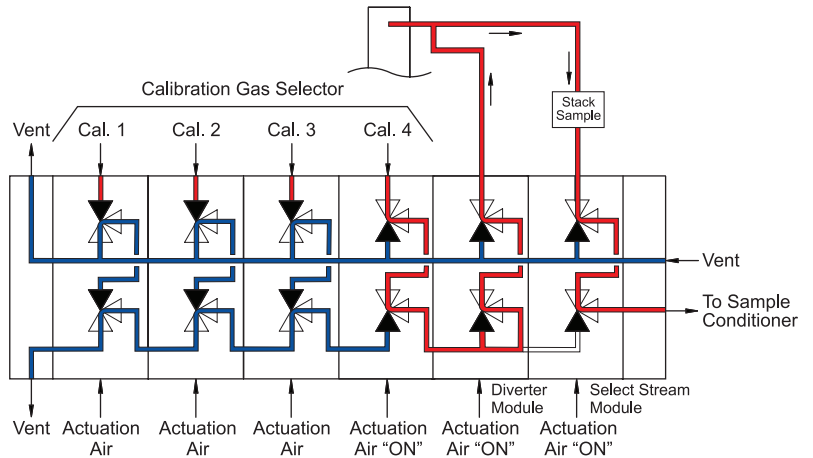 Stack
Sample
Calibration Gas Selector
Vent
Cal. 1
Cal. 2
Cal. 3
Cal. 4
Vent
To Sample
Conditioner
Diverter
Module
Select Stream
Module
Vent
Actuation
Air
Actuation
Air
Actuation
Air
Actuation
Air “ON”
Actuation
Air “ON”
Actuation
Air “ON”